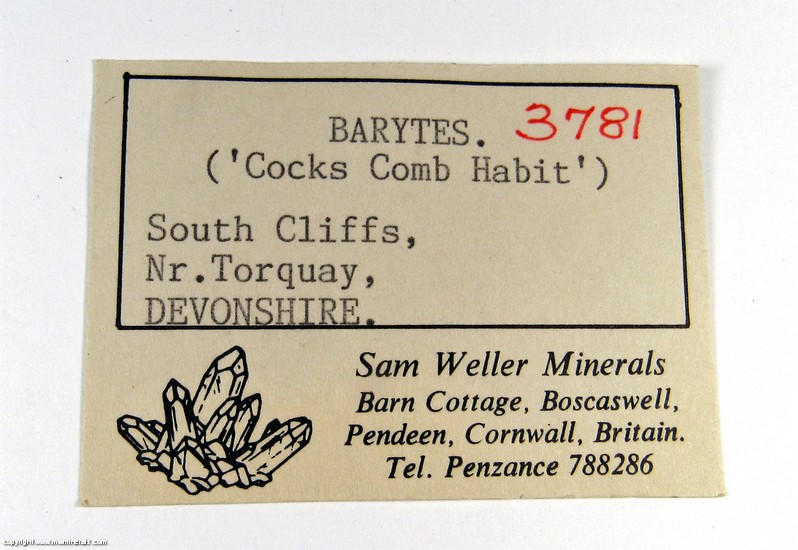 BARYTES. 3781
('Cocks Comb Habit')
South Cliffs,
Nr.Torquay,
DEVONSHIRE.
Sam Weller Minerals
Barn Cottage, Boscaswell,
Pendeen, Cornwall, Britain.
Tel. Penzance 788286
copyright